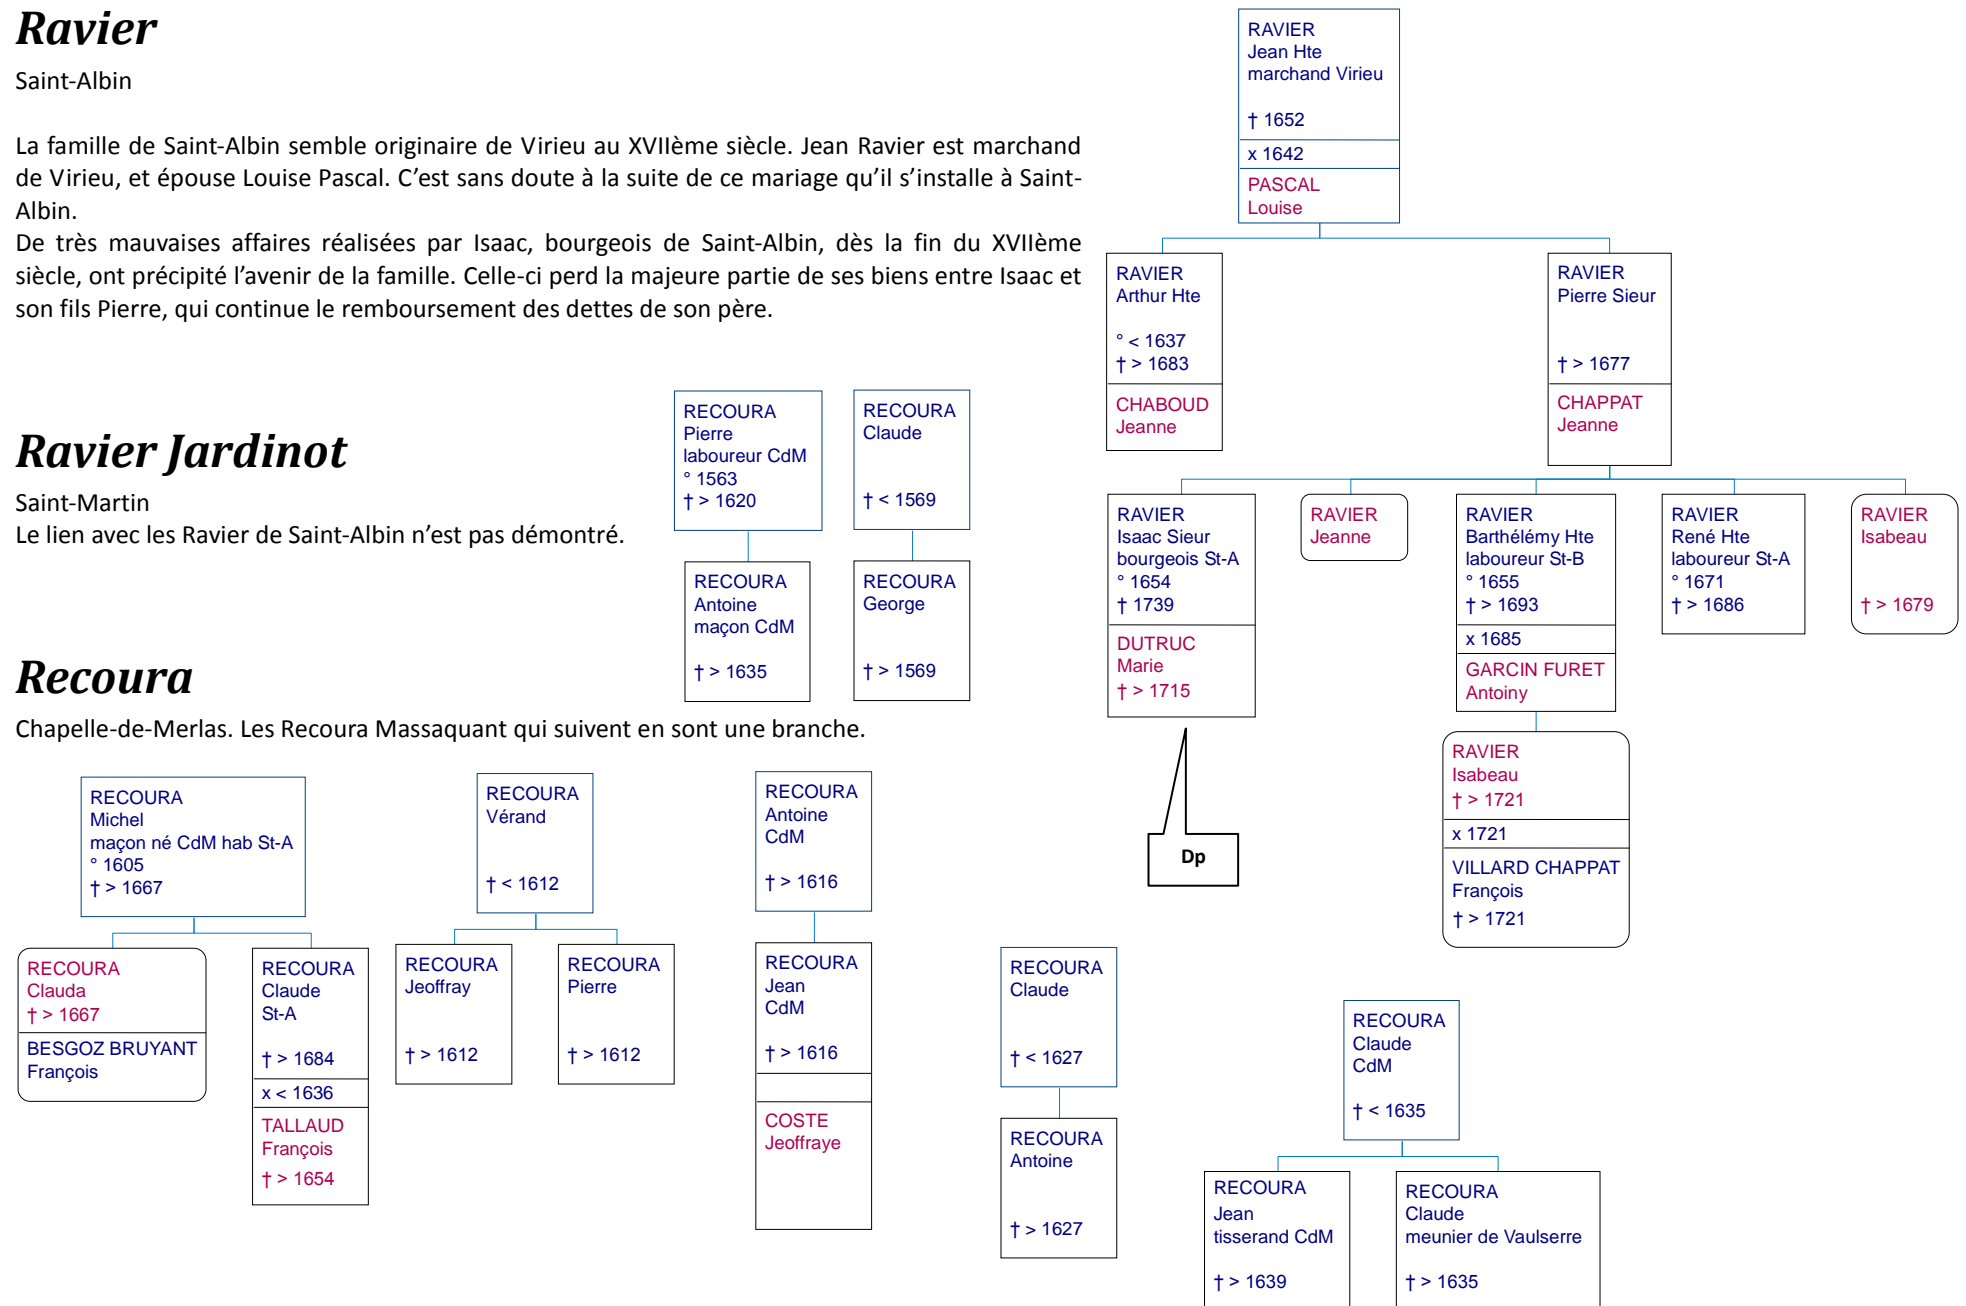 Ravier
Saint-Albin
La famille de Saint-Albin semble originaire de Virieu au XVIIème siècle. Jean Ravier est marchand
de Virieu, et épouse Louise Pascal. C’est sans doute à la suite de ce mariage qu’il s’installe à Saint-
Albin.
De très mauvaises affaires réalisées par Isaac, bourgeois de Saint-Albin, dès la fin du XVIIème
siècle, ont précipité l’avenir de la famille. Celle-ci perd la majeure partie de ses biens entre Isaac et
son fils Pierre, qui continue le remboursement des dettes de son père.
RAVIER
Jean Hte
marchand Virieu
† 1652
x 1642
PASCAL
Louise
RAVIER
Arthur Hte
° < 1637
† > 1683
CHABOUD
Jeanne
RAVIER
Pierre Sieur
† > 1677
CHAPPAT
Jeanne
RAVIER
Isaac Sieur
bourgeois St-A
° 1654
† 1739
DUTRUC
Marie
† > 1715
Dp
RAVIER
Jeanne
RAVIER
Barthélémy Hte
laboureur St-B
° 1655
† > 1693
x 1685
GARCIN FURET
Antoiny
RAVIER
Isabeau
† > 1721
x 1721
VILLARD CHAPPAT
François
† > 1721
RAVIER
René Hte
laboureur St-A
° 1671
† > 1686
RAVIER
Isabeau
† > 1679
Ravier Jardinot
Saint-Martin
Le lien avec les Ravier de Saint-Albin n’est pas démontré.
Recoura
Chapelle-de-Merlas. Les Recoura Massaquant qui suivent en sont une branche.
RECOURA
Pierre
laboureur CdM
° 1563
† > 1620
RECOURA
Antoine
maçon CdM
† > 1635
RECOURA
Claude
† < 1569
RECOURA
George
† > 1569
RECOURA
Michel
maçon né CdM hab St-A
° 1605
† > 1667
RECOURA
Clauda
† > 1667
BESGOZ BRUYANT
François
RECOURA
Claude
St-A
† > 1684
x < 1636
TALLAUD
François
† > 1654
RECOURA
Vérand
† < 1612
RECOURA
Jeoffray
† > 1612
RECOURA
Pierre
† > 1612
RECOURA
Antoine
CdM
† > 1616
RECOURA
Jean
CdM
† > 1616
COSTE
Jeoffraye
RECOURA
Claude
† < 1627
RECOURA
Antoine
† > 1627
RECOURA
Claude
CdM
† < 1635
RECOURA
Jean
tisserand CdM
† > 1639
RECOURA
Claude
meunier de Vaulserre
† > 1635